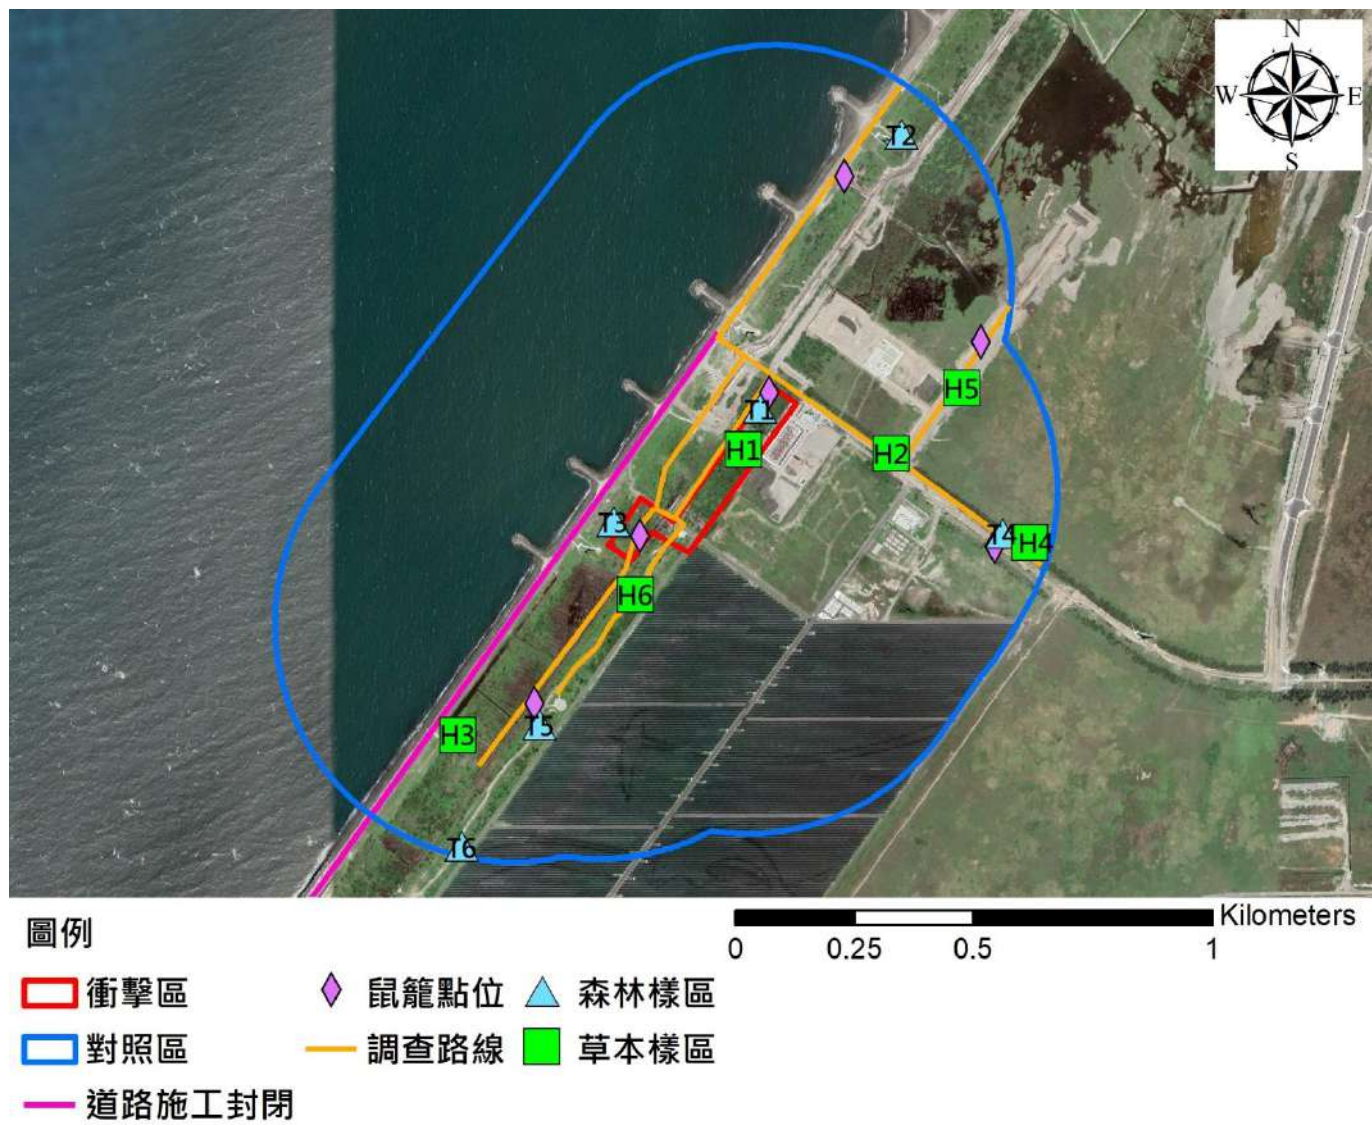 N
W E
S
T2
H5
T1
H1
H2
T3
T4
H4
H6
H3
T5
T6
Kilometers
0 0.25 0.5 1
圖例
衝擊區 鼠籠點位 森林樣區
對照區 調查路線 草本樣區
道路施工封閉